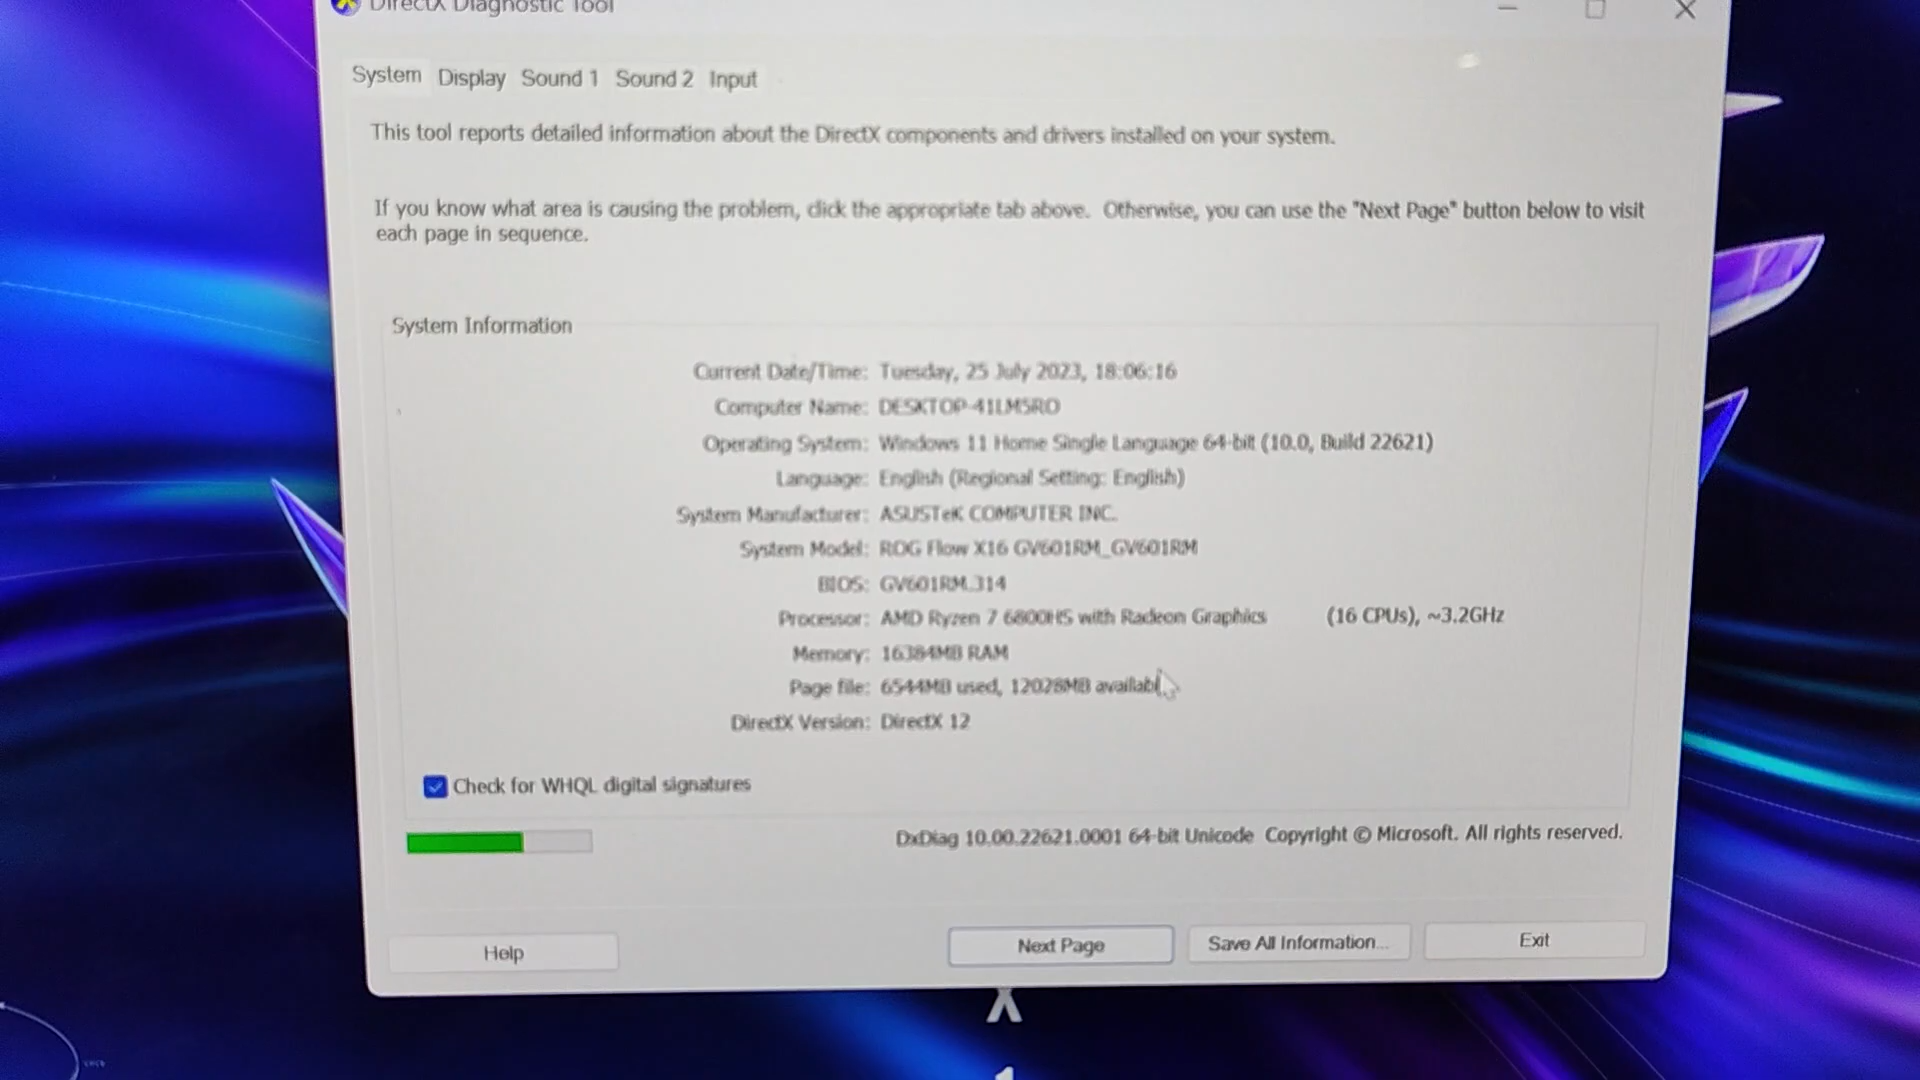 DirectX Diagnostic Tool
System Display Sound 1 Sound 2 Input
This tool reports detailed information about the DirectX components and drivers installed on your system.
If you know what area is causing the problem, click the appropriate tab above. Otherwise, you can use the "Next Page" button below to visit
each page in sequence.
System Information
Current Date/Time: Tuesday, 25 July 2023, 18:06:16
Computer Name: DESKTOP-41LM5RO
Operating System: Windows 11 Home Single Language 64-bit (10.0, Build 22621)
Language: English (Regional Setting: English)
System Manufacturer: ASUSTeK COMPUTER INC.
System Model: ROG Flow X16 GV601RM_GV601RM
BIOS: GV601RM.314
Processor: AMD Ryzen 7 6800HS with Radeon Graphics (16 CPUs), ~3.2GHz
Memory: 16384MB RAM
Page file: 6544MB used, 12028MB available
DirectX Version: DirectX 12
Check for WHQL digital signatures
DxDiag 10.00.22621.0001 64-bit Unicode Copyright © Microsoft. All rights reserved.
Help Next Page Save All Information... Exit
X